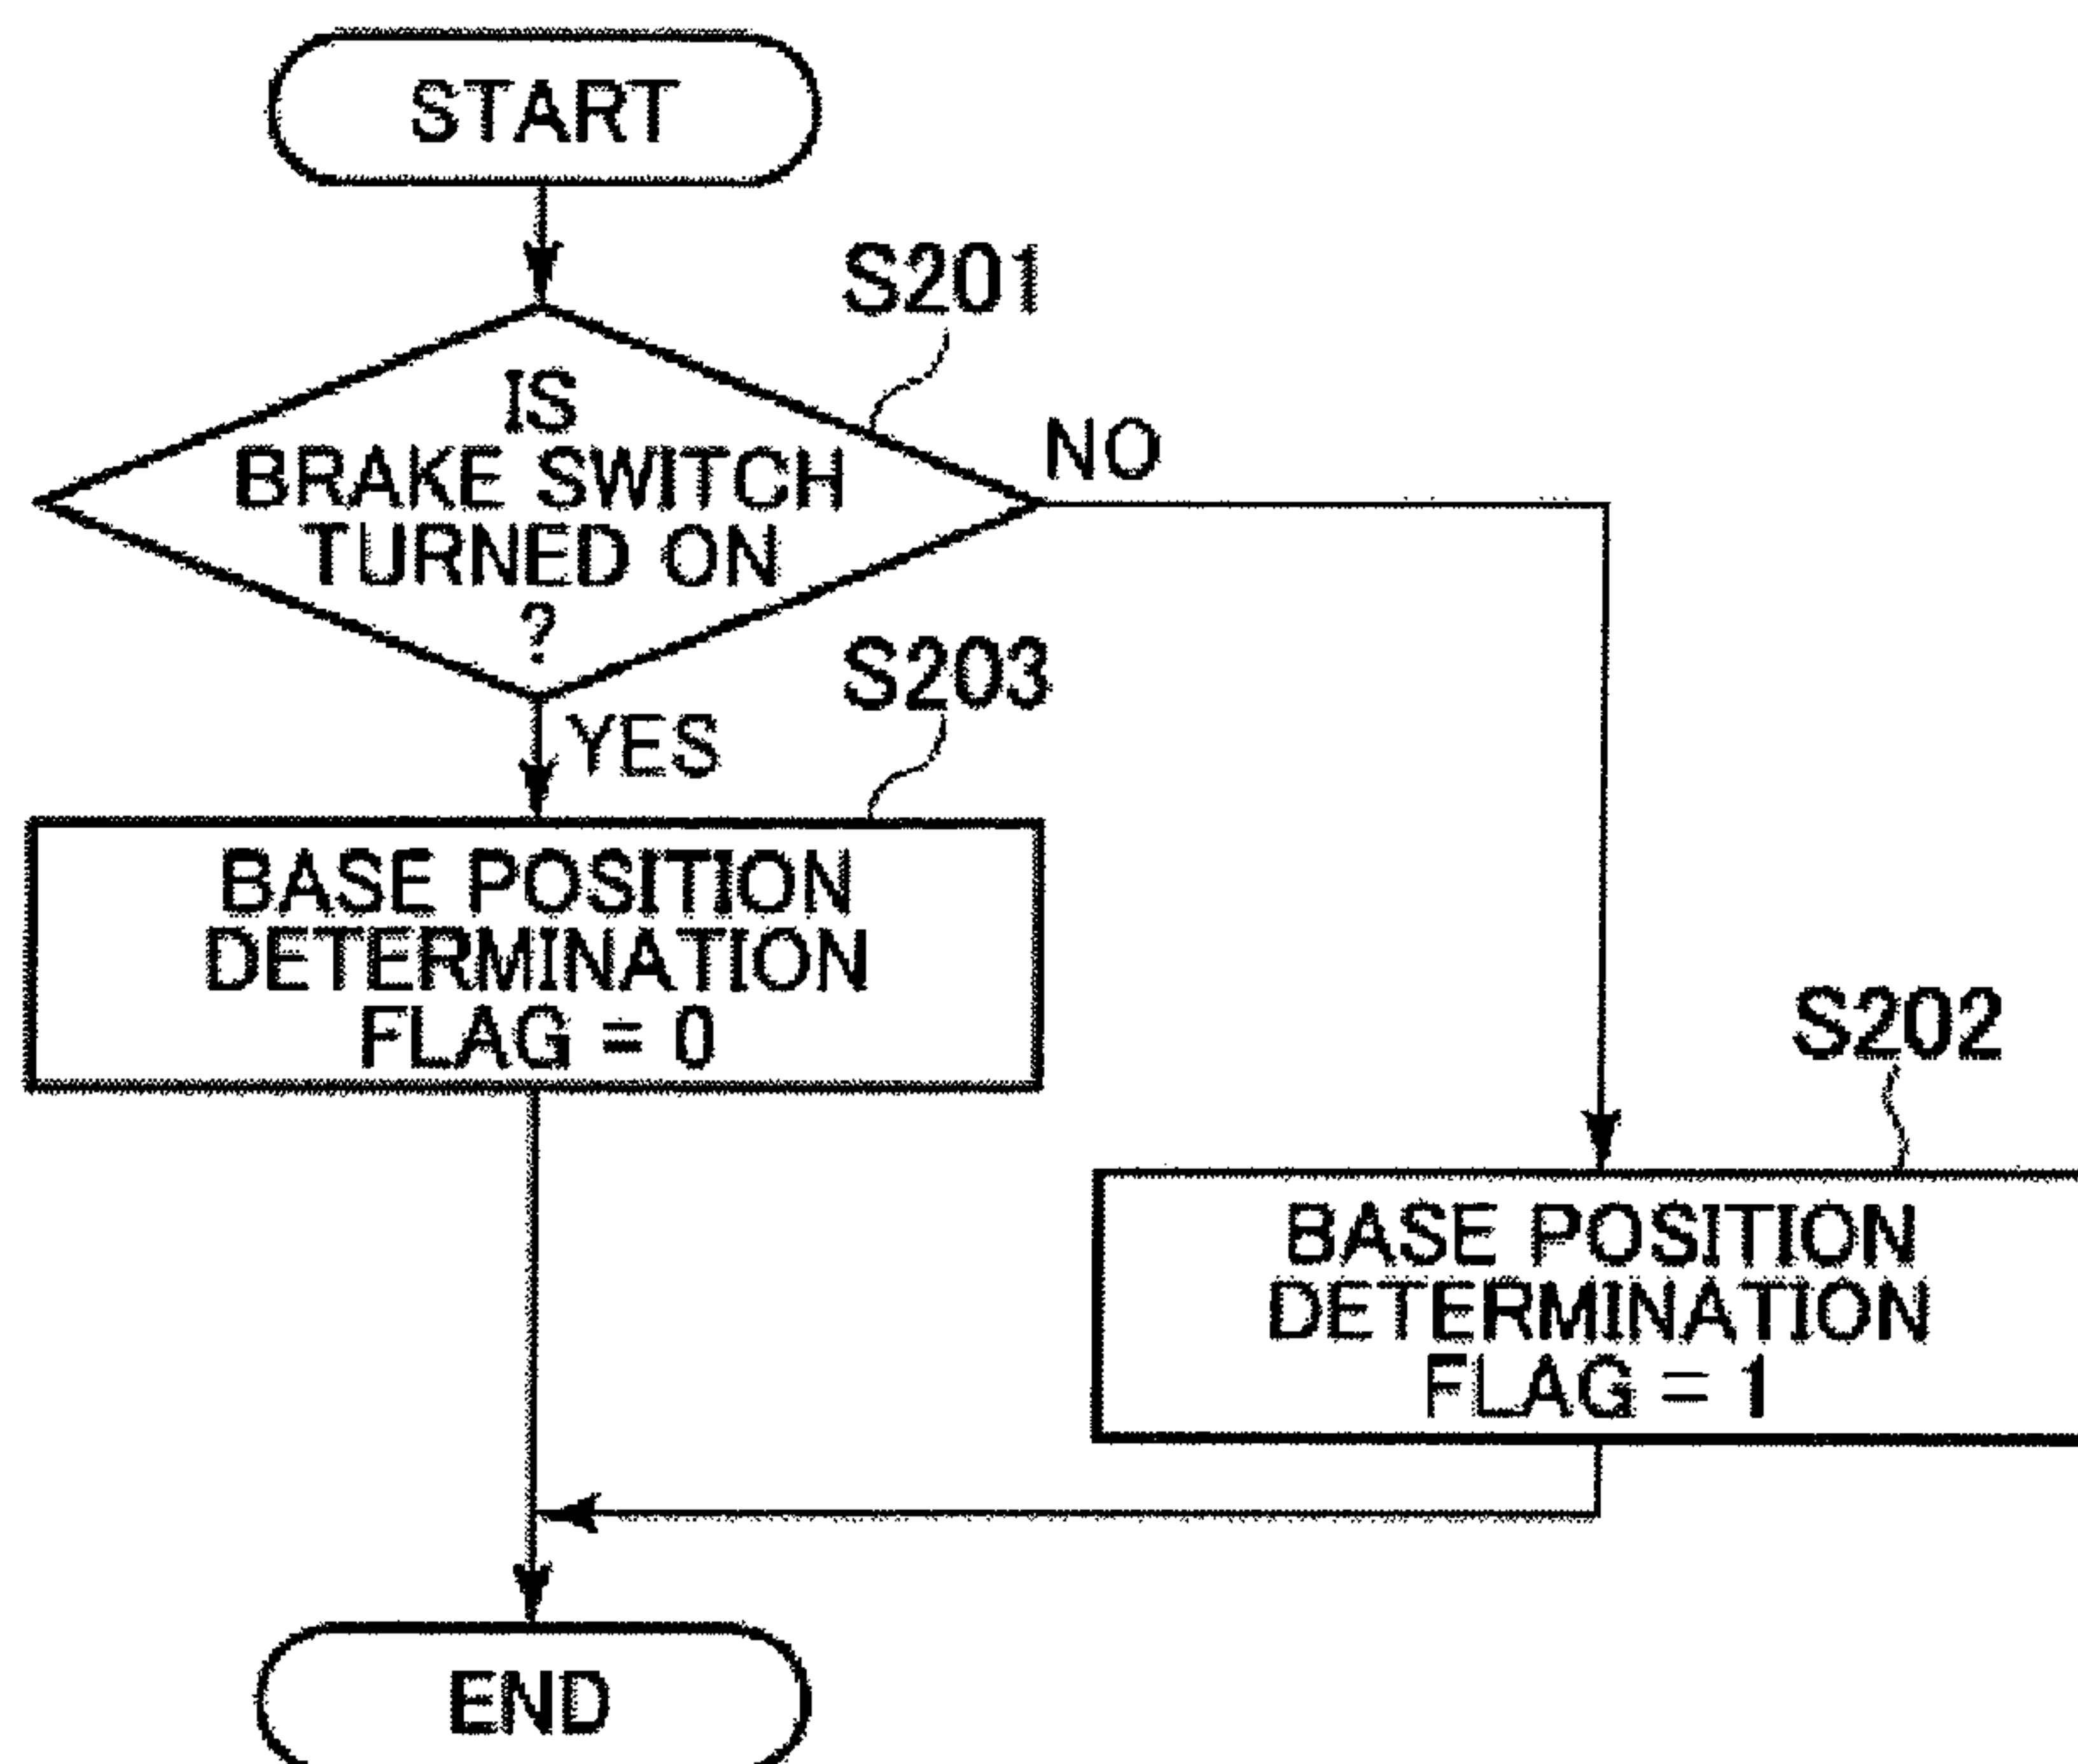 START
S201
IS
BRAKE SWITCH
TURNED ON
?
NO
YES
S203
BASE POSITION
DETERMINATION
FLAG = 0
S202
BASE POSITION
DETERMINATION
FLAG = 1
END